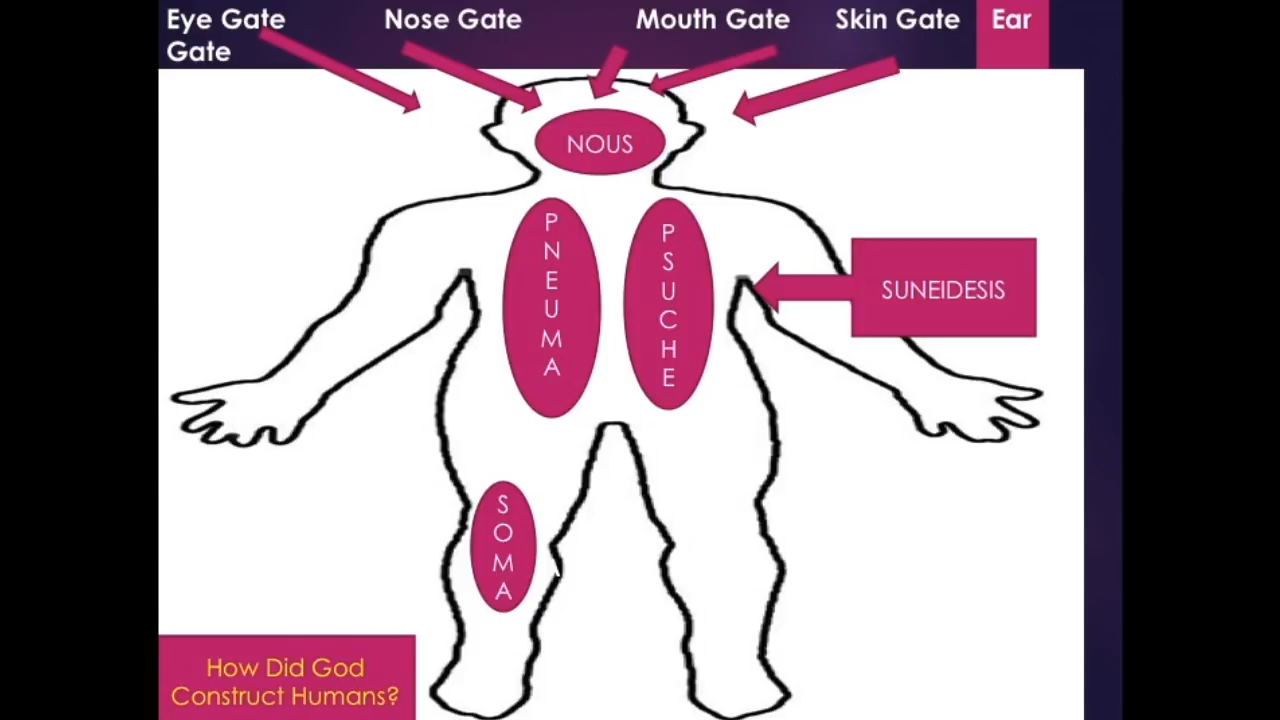 Eye Gate Nose Gate Mouth Gate Skin Gate Ear
Gate
NOUS
PNEUMA
PSUCHE
SUNEIDESIS
SOMA
How Did God
Construct Humans?